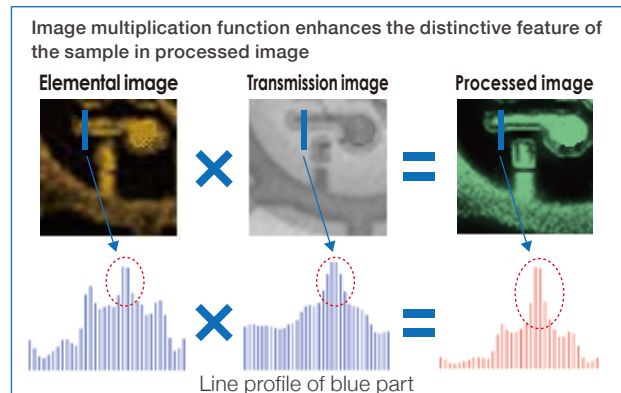 Image multiplication function enhances the distinctive feature of
the sample in processed image
Elemental image
Transmission image
Processed image
Line profile of blue part